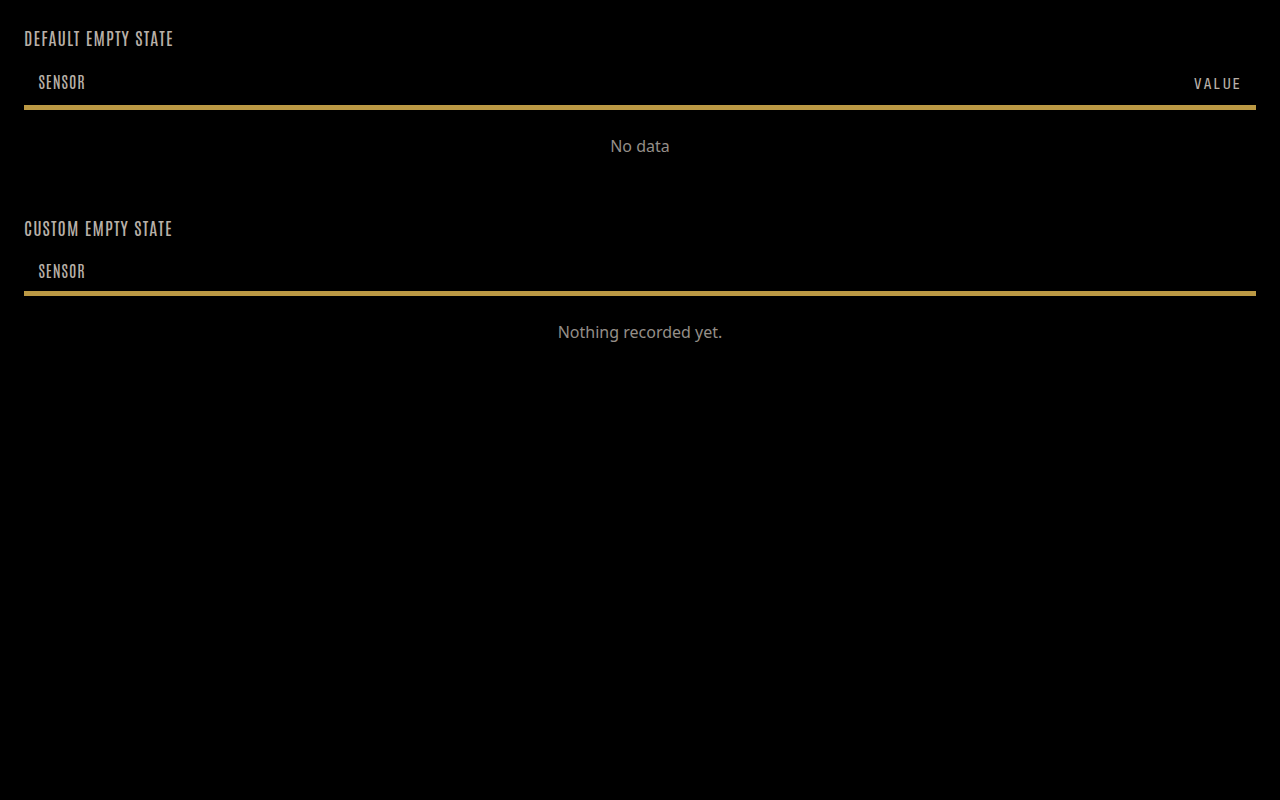 DEFAULT EMPTY STATE
SENSOR VALUE
No data
CUSTOM EMPTY STATE
SENSOR
Nothing recorded yet.